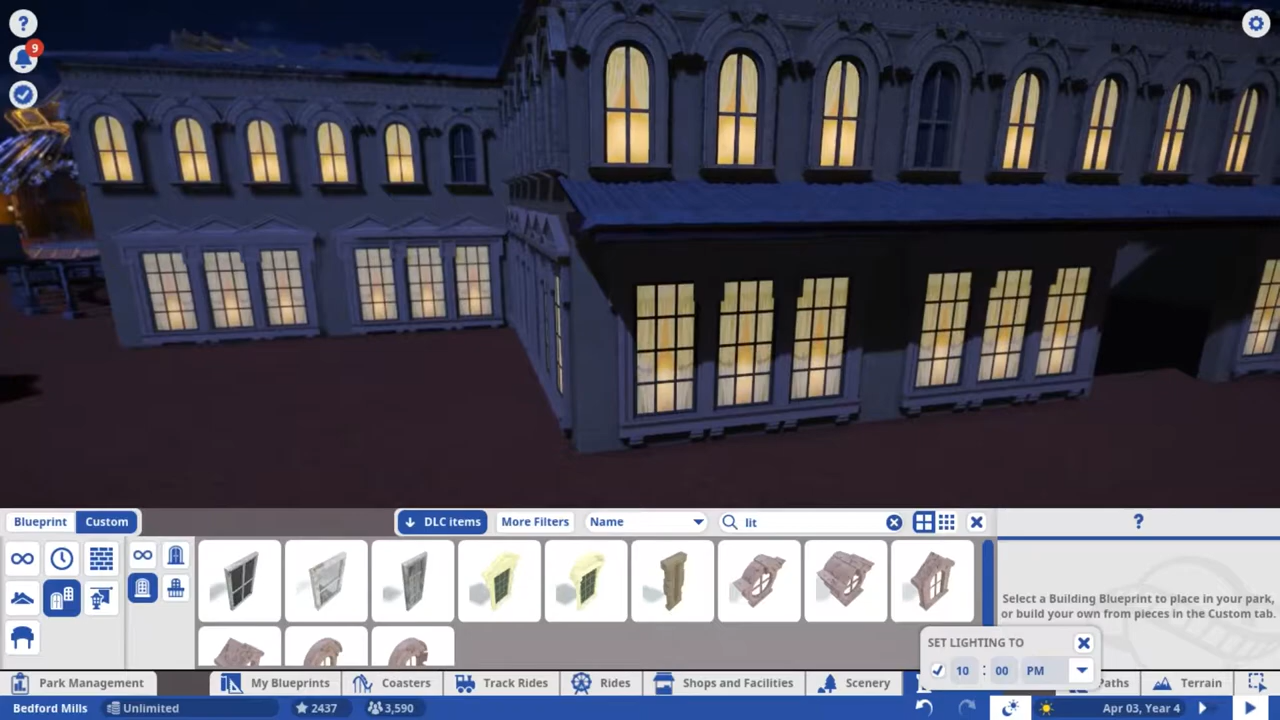 ?
9
Blueprint Custom
DLC items More Filters Name lit
?
Select a Building Blueprint to place in your park,
or build your own from pieces in the Custom tab.
SET LIGHTING TO
10 : 00 PM
Park Management My Blueprints Coasters Track Rides Rides Shops and Facilities Scenery Paths Terrain
Bedford Mills Unlimited 2437 3,590 Apr 03, Year 4